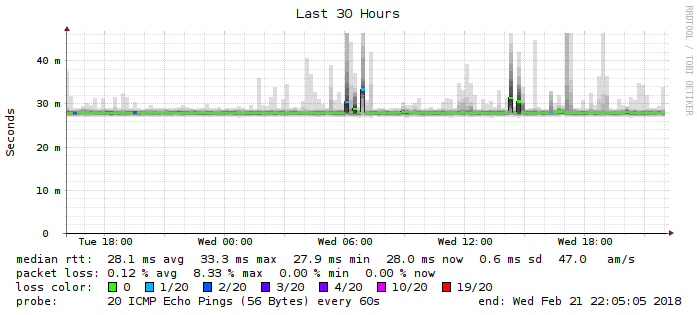 Last 30 Hours
RRDTOOL / TOBI OETIKER
Seconds
40 m
30 m
20 m
10 m
0
Tue 18:00 Wed 00:00 Wed 06:00 Wed 12:00 Wed 18:00
median rtt: 28.1 ms avg 33.3 ms max 27.9 ms min 28.0 ms now 0.6 ms sd 47.0 am/s
packet loss: 0.12 % avg 8.33 % max 0.00 % min 0.00 % now
loss color: 0 1/20 2/20 3/20 4/20 10/20 19/20
probe: 20 ICMP Echo Pings (56 Bytes) every 60s end: Wed Feb 21 22:05:05 2018